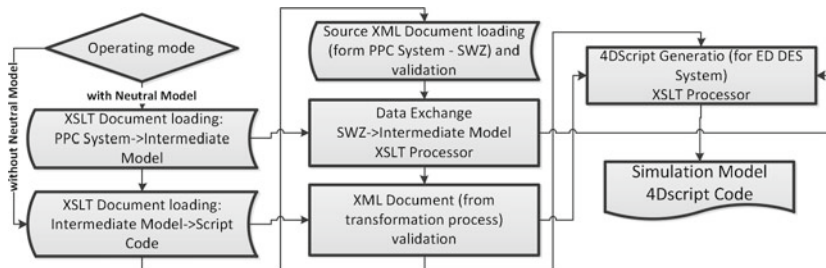 Operating mode
with Neutral Model
without Neutral Model
XSLT Document loading:
PPC System->Intermediate
Model
XSLT Document loading:
Intermediate Model->Script
Code
Source XML Document loading
(form PPC System - SWZ) and
validation
Data Exchange
SWZ->Intermediate Model
XSLT Processor
XML Document (from
transformation process)
validation
4DScript Generatio (for ED DES
System)
XSLT Processor
Simulation Model
4Dscript Code